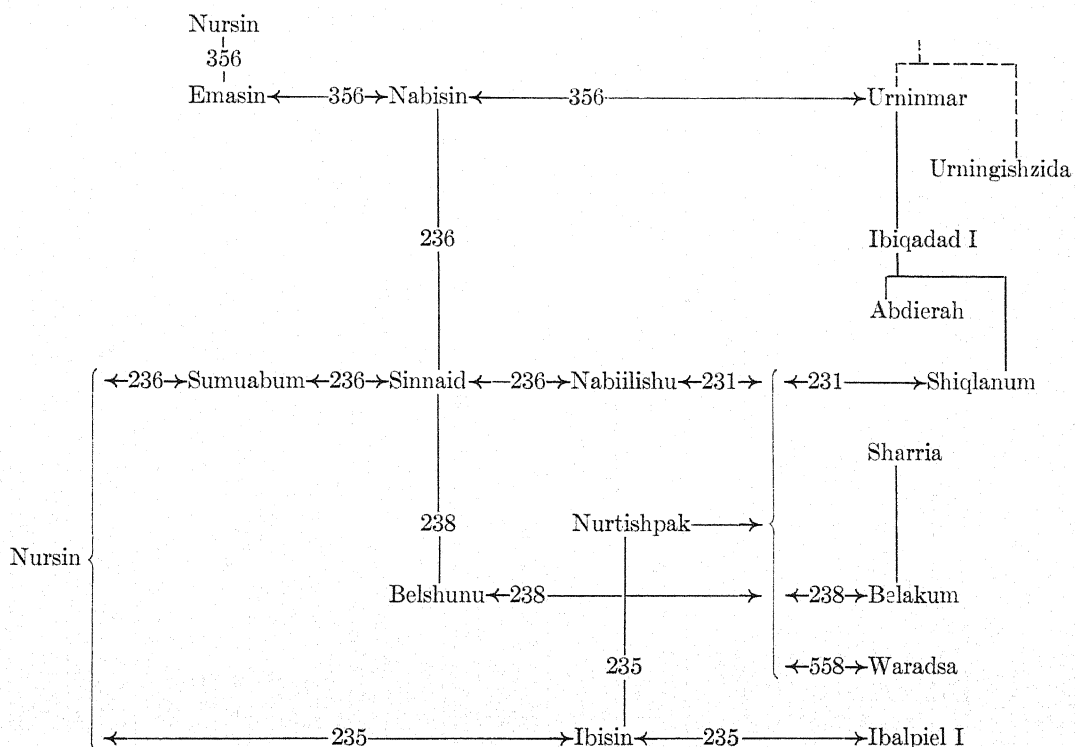 Nursin
356
Emasin 356 Nabisin 356 Urninmar
Urningishzida
236 Ibiqadad I
Abdierah
236 Sumuabum 236 Sinnaid 236 Nabiilishu 231 231 Shiqlanum
Sharria
238 Nurtishpak
Nursin
Belshunu 238 238 Belakum
235 558 Waradsa
235 Ibisin 235 Ibalpiel I